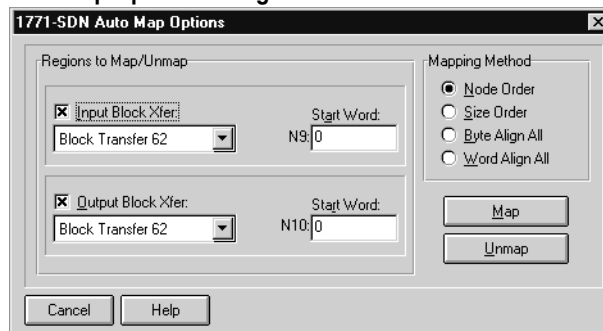 1771-SDN Auto Map Options
Regions to Map/Unmap
Input Block Xfer:
Start Word:
Block Transfer 62
N9: 0
Output Block Xfer:
Start Word:
Block Transfer 62
N10: 0
Mapping Method
Node Order
Size Order
Byte Align All
Word Align All
Map
Unmap
Cancel
Help